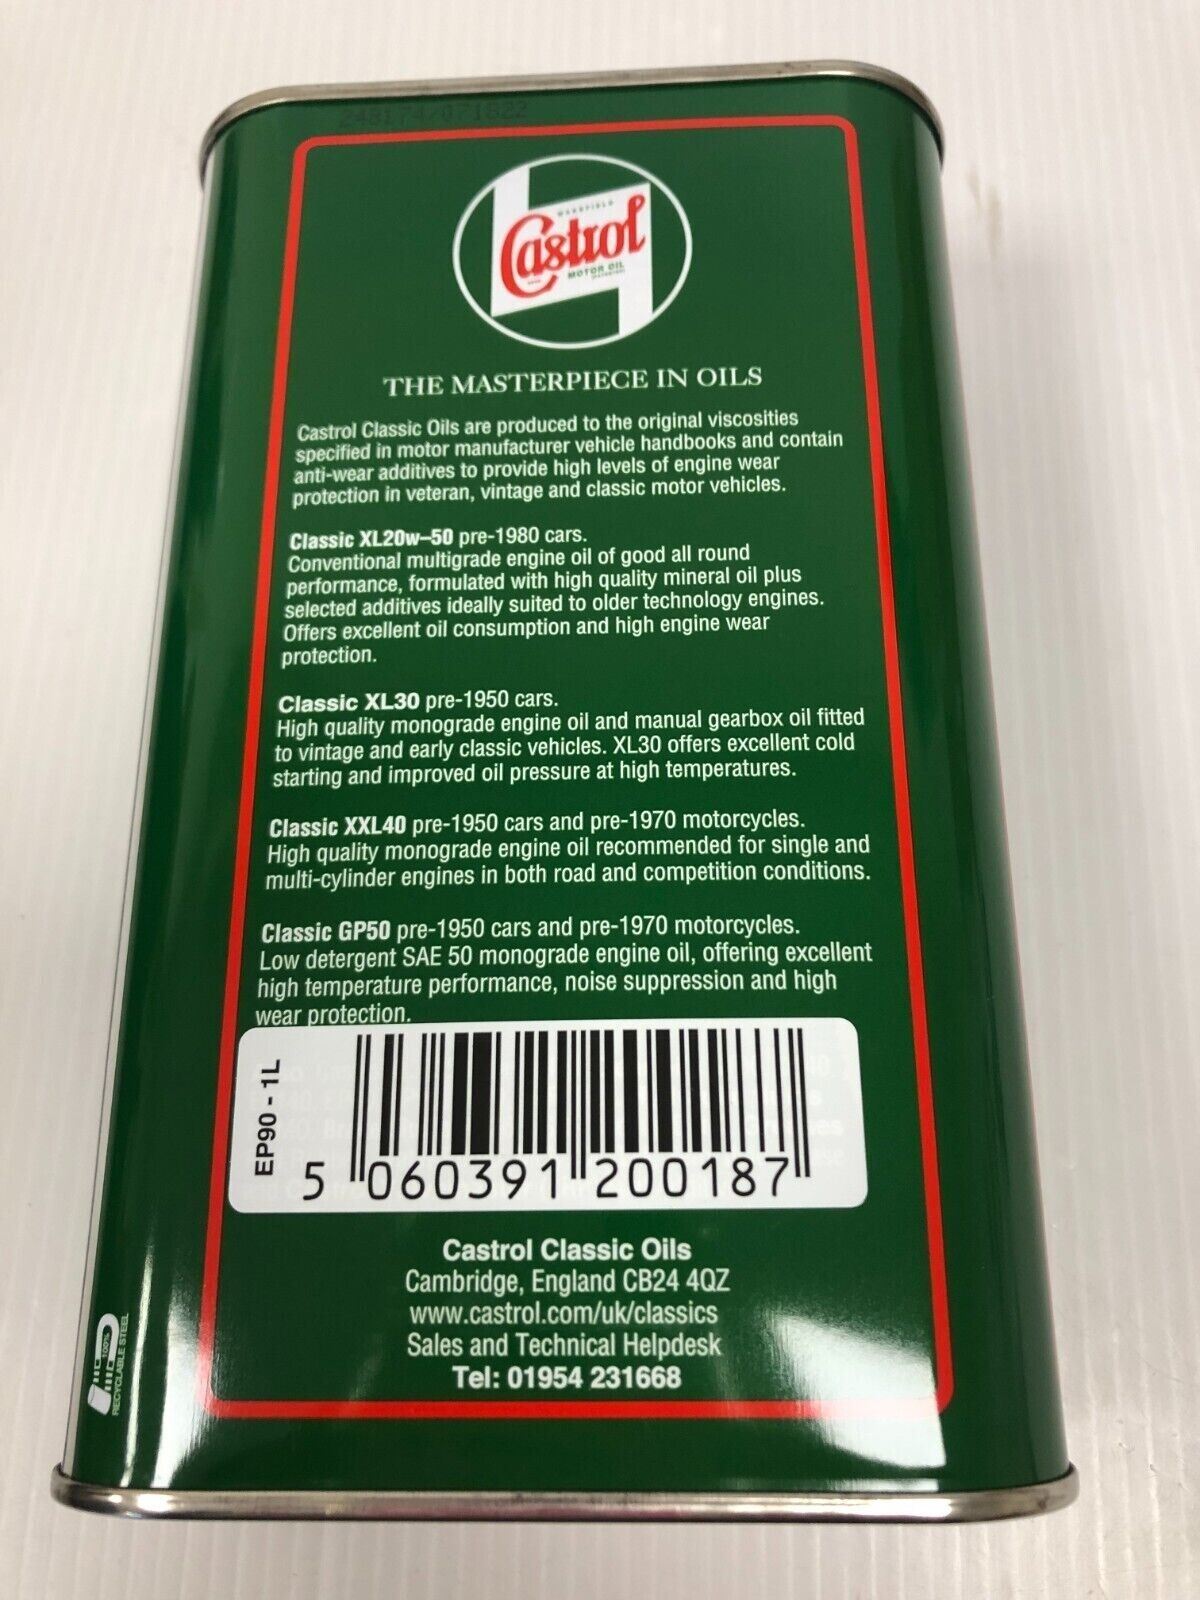 248174/071622
WAKEFIELD
Castrol
MOTOR OIL
THE MASTERPIECE IN OILS
Castrol Classic Oils are produced to the original viscosities
specified in motor manufacturer vehicle handbooks and contain
anti-wear additives to provide high levels of engine wear
protection in veteran, vintage and classic motor vehicles.
Classic XL20w–50 pre-1980 cars.
Conventional multigrade engine oil of good all round
performance, formulated with high quality mineral oil plus
selected additives ideally suited to older technology engines.
Offers excellent oil consumption and high engine wear
protection.
Classic XL30 pre-1950 cars.
High quality monograde engine oil and manual gearbox oil fitted
to vintage and early classic vehicles. XL30 offers excellent cold
starting and improved oil pressure at high temperatures.
Classic XXL40 pre-1950 cars and pre-1970 motorcycles.
High quality monograde engine oil recommended for single and
multi-cylinder engines in both road and competition conditions.
Classic GP50 pre-1950 cars and pre-1970 motorcycles.
Low detergent SAE 50 monograde engine oil, offering excellent
high temperature performance, noise suppression and high
wear protection.
EP90 - 1L
5 060391 200187
Castrol Classic Oils
Cambridge, England CB24 4QZ
www.castrol.com/uk/classics
Sales and Technical Helpdesk
Tel: 01954 231668
100%
RECYCLABLE STEEL